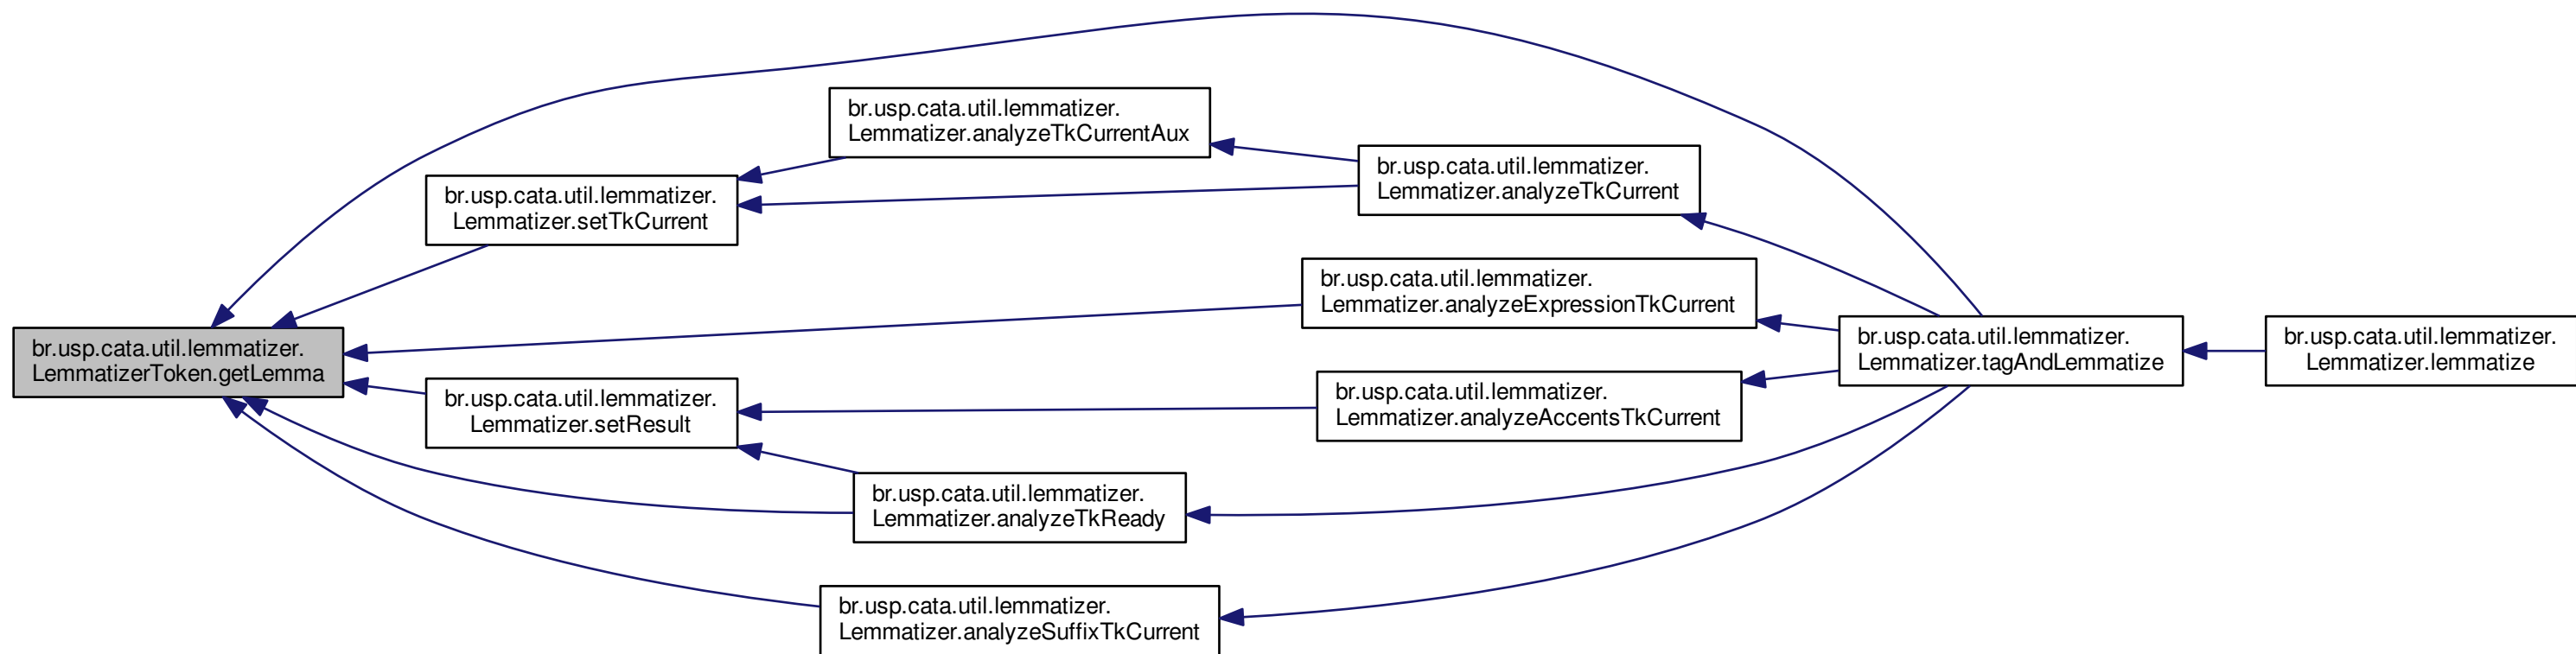 br.usp.cata.util.lemmatizer.
LemmatizerToken.getLemma
br.usp.cata.util.lemmatizer.
Lemmatizer.setTkCurrent
br.usp.cata.util.lemmatizer.
Lemmatizer.analyzeTkCurrentAux
br.usp.cata.util.lemmatizer.
Lemmatizer.analyzeTkCurrent
br.usp.cata.util.lemmatizer.
Lemmatizer.analyzeExpressionTkCurrent
br.usp.cata.util.lemmatizer.
Lemmatizer.tagAndLemmatize
br.usp.cata.util.lemmatizer.
Lemmatizer.lemmatize
br.usp.cata.util.lemmatizer.
Lemmatizer.setResult
br.usp.cata.util.lemmatizer.
Lemmatizer.analyzeAccentsTkCurrent
br.usp.cata.util.lemmatizer.
Lemmatizer.analyzeTkReady
br.usp.cata.util.lemmatizer.
Lemmatizer.analyzeSuffixTkCurrent